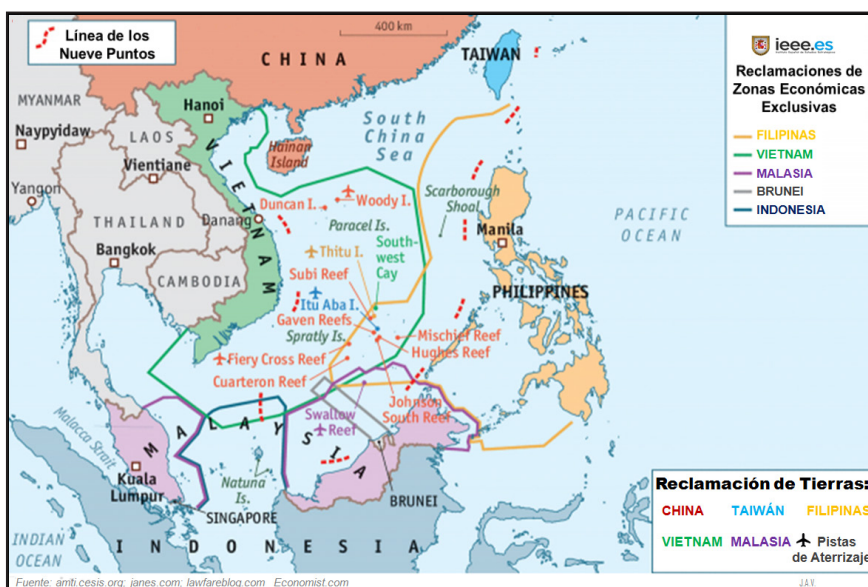 Línea de los
Nueve Puntos
400 km
ieee.es
Reclamaciones de
Zonas Económicas
Exclusivas
FILIPINAS
VIETNAM
MALASIA
BRUNEI
INDONESIA
CHINA
TAIWAN
MYANMAR
Hanoi
Naypyidaw
LAOS
Hainan
Island
South
China
Sea
Vientiane
VIETNAM
Yangon
Duncan I.
Woody I.
Scarborough
Shoal
THAILAND
Danang
Paracel Is.
Manila
PACIFIC
OCEAN
Bangkok
Thitu I.
South-
west
Cay
CAMBODIA
Subi Reef
Itu Aba I.
PHILIPPINES
Gaven Reefs
Spratly Is.
Mischief Reef
Hughes Reef
Fiery Cross Reef
Cuarteron Reef
Johnson
South Reef
Swallow
Reef
Malacca Strait
MALAYSIA
Kuala
Lumpur
Natuna
Is.
BRUNEI
SINGAPORE
INDIAN
OCEAN
INDONESIA
Reclamación de Tierras:
CHINA TAIWÁN FILIPINAS
VIETNAM MALASIA Pistas
de Aterrizaje
Fuente: amti.cesis.org; janes.com; lawfareblog.com Economist.com
J.A.V.